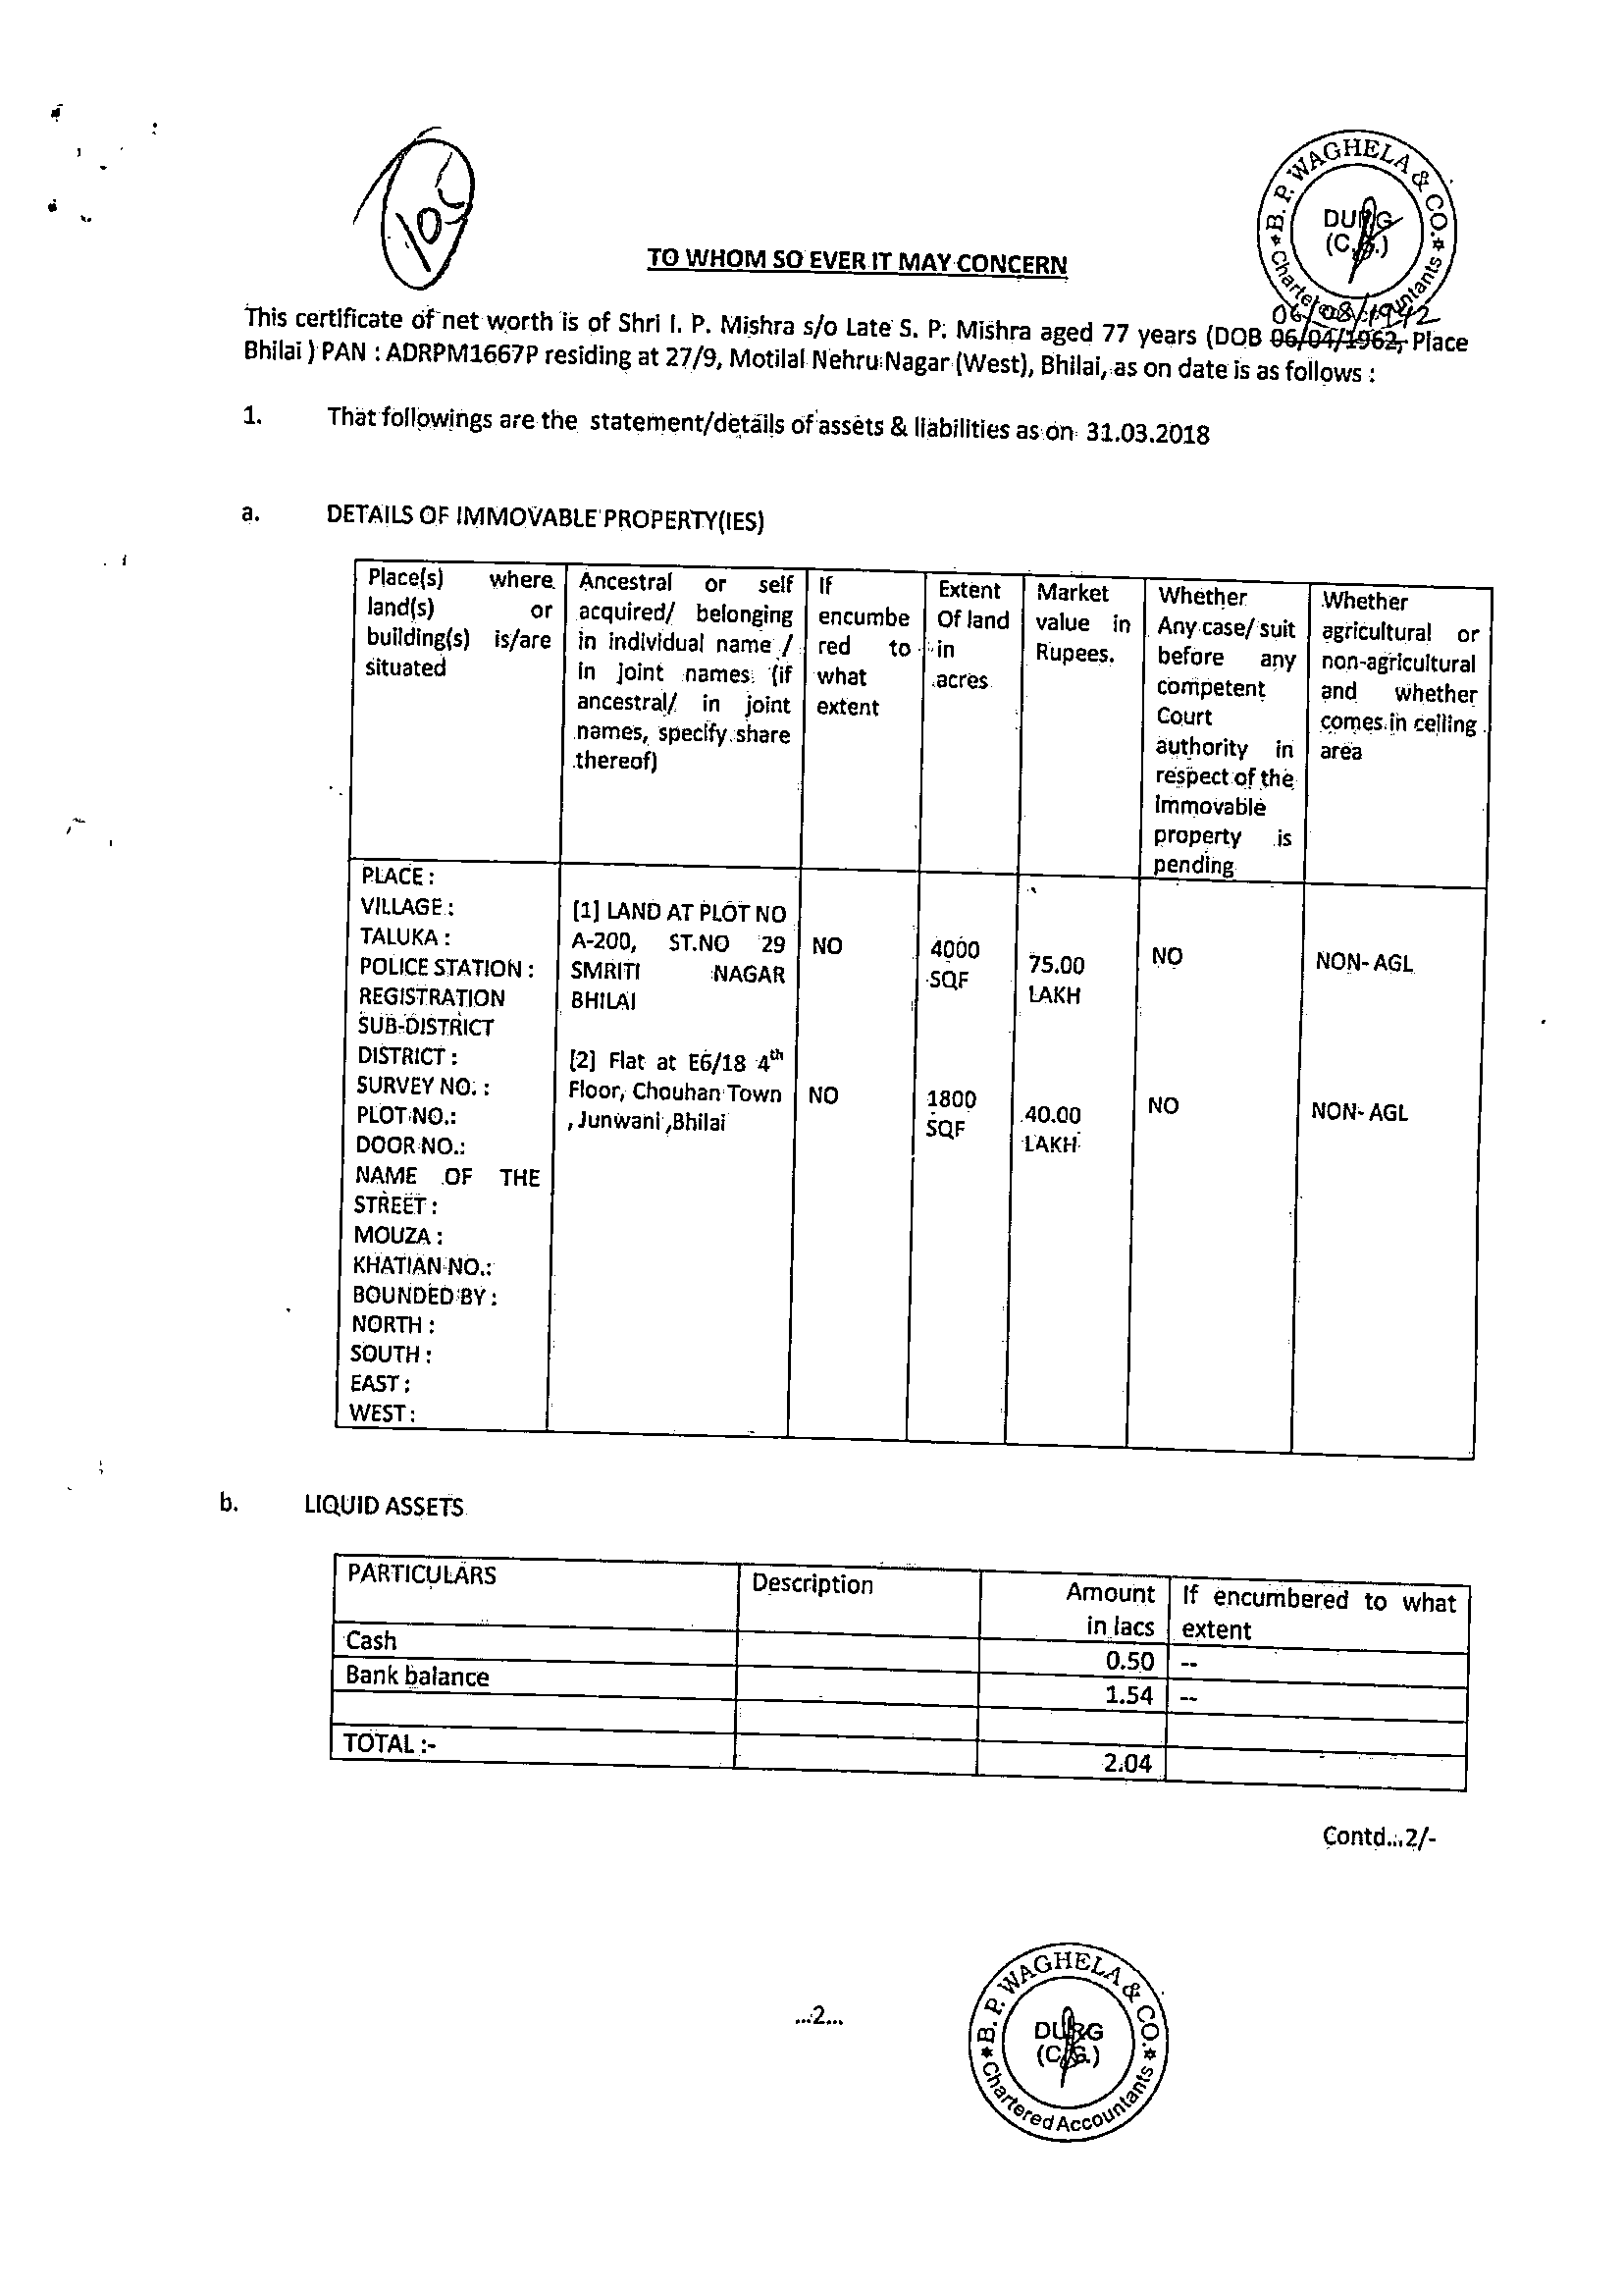 B. P. WAGHELA & CO.
DURG
(C.G.)
Chartered Accountants
TO WHOM SO EVER IT MAY CONCERN
06/08/1942
This certificate of net worth is of Shri I. P. Mishra s/o Late S. P. Mishra aged 77 years (DOB 06/04/1962, Place
Bhilai ) PAN : ADRPM1667P residing at 27/9, Motilal Nehru Nagar (West), Bhilai, as on date is as follows :
1. That followings are the statement/details of assets & liabilities as on 31.03.2018
a. DETAILS OF IMMOVABLE PROPERTY(IES)
Place(s) where
land(s) or
building(s) is/are
situated
Ancestral or self
acquired/ belonging
in individual name /
in joint names (if
ancestral/ in joint
names, specify share
thereof)
If
encumbe
red to
what
extent
Extent
Of land
in
acres
Market
value in
Rupees.
Whether
Any case/ suit
before any
competent
Court
authority in
respect of the
immovable
property is
pending
Whether
agricultural or
non-agricultural
and whether
comes in ceiling
area
PLACE :
VILLAGE :
TALUKA :
POLICE STATION :
REGISTRATION
SUB-DISTRICT
DISTRICT :
SURVEY NO. :
PLOT NO.:
DOOR NO.:
NAME OF THE
STREET :
MOUZA :
KHATIAN NO.:
BOUNDED BY :
NORTH :
SOUTH :
EAST :
WEST :
[1] LAND AT PLOT NO
A-200, ST.NO 29
SMRITI NAGAR
BHILAI
NO
4000
SQF
75.00
LAKH
NO
NON- AGL
[2] Flat at E6/18 4th
Floor, Chouhan Town
, Junwani ,Bhilai
NO
1800
SQF
40.00
LAKH
NO
NON- AGL
b. LIQUID ASSETS
PARTICULARS Description Amount in lacs If encumbered to what extent
Cash 0.50 --
Bank balance 1.54 --
TOTAL :- 2.04
Contd...2/-
...2...
B. P. WAGHELA & CO.
DURG
(C.G.)
Chartered Accountants